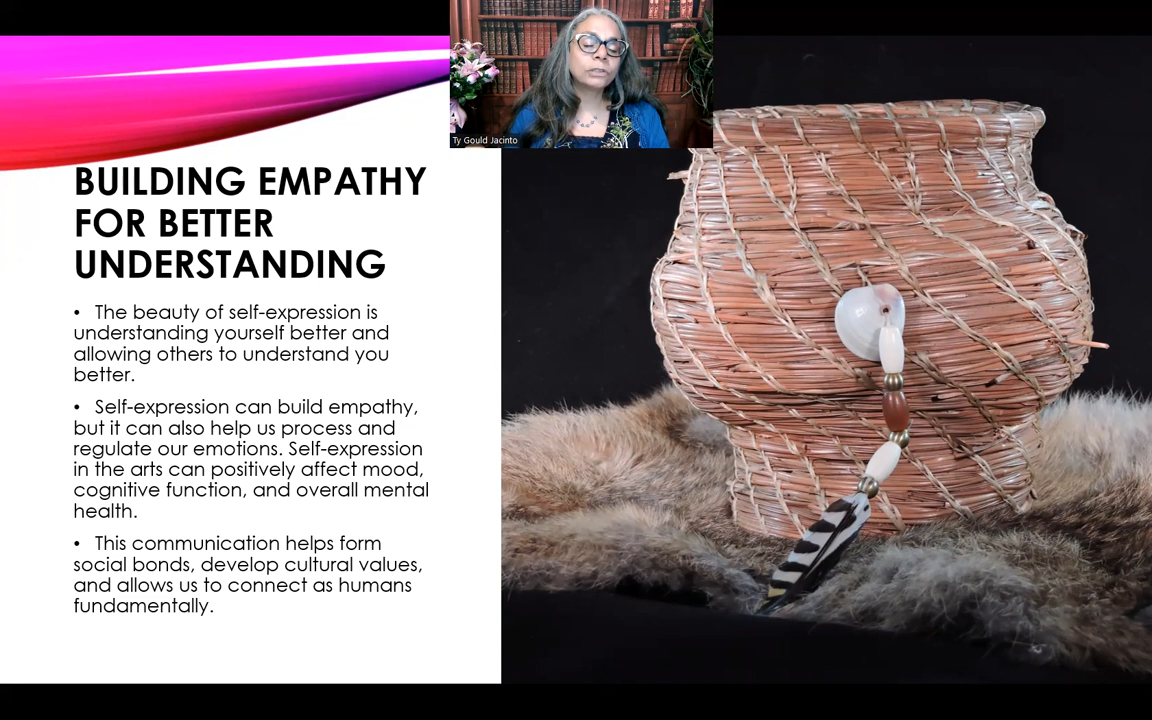 Ty Gould Jacinto
BUILDING EMPATHY
FOR BETTER
UNDERSTANDING
• The beauty of self-expression is
understanding yourself better and
allowing others to understand you
better.
• Self-expression can build empathy,
but it can also help us process and
regulate our emotions. Self-expression
in the arts can positively affect mood,
cognitive function, and overall mental
health.
• This communication helps form
social bonds, develop cultural values,
and allows us to connect as humans
fundamentally.